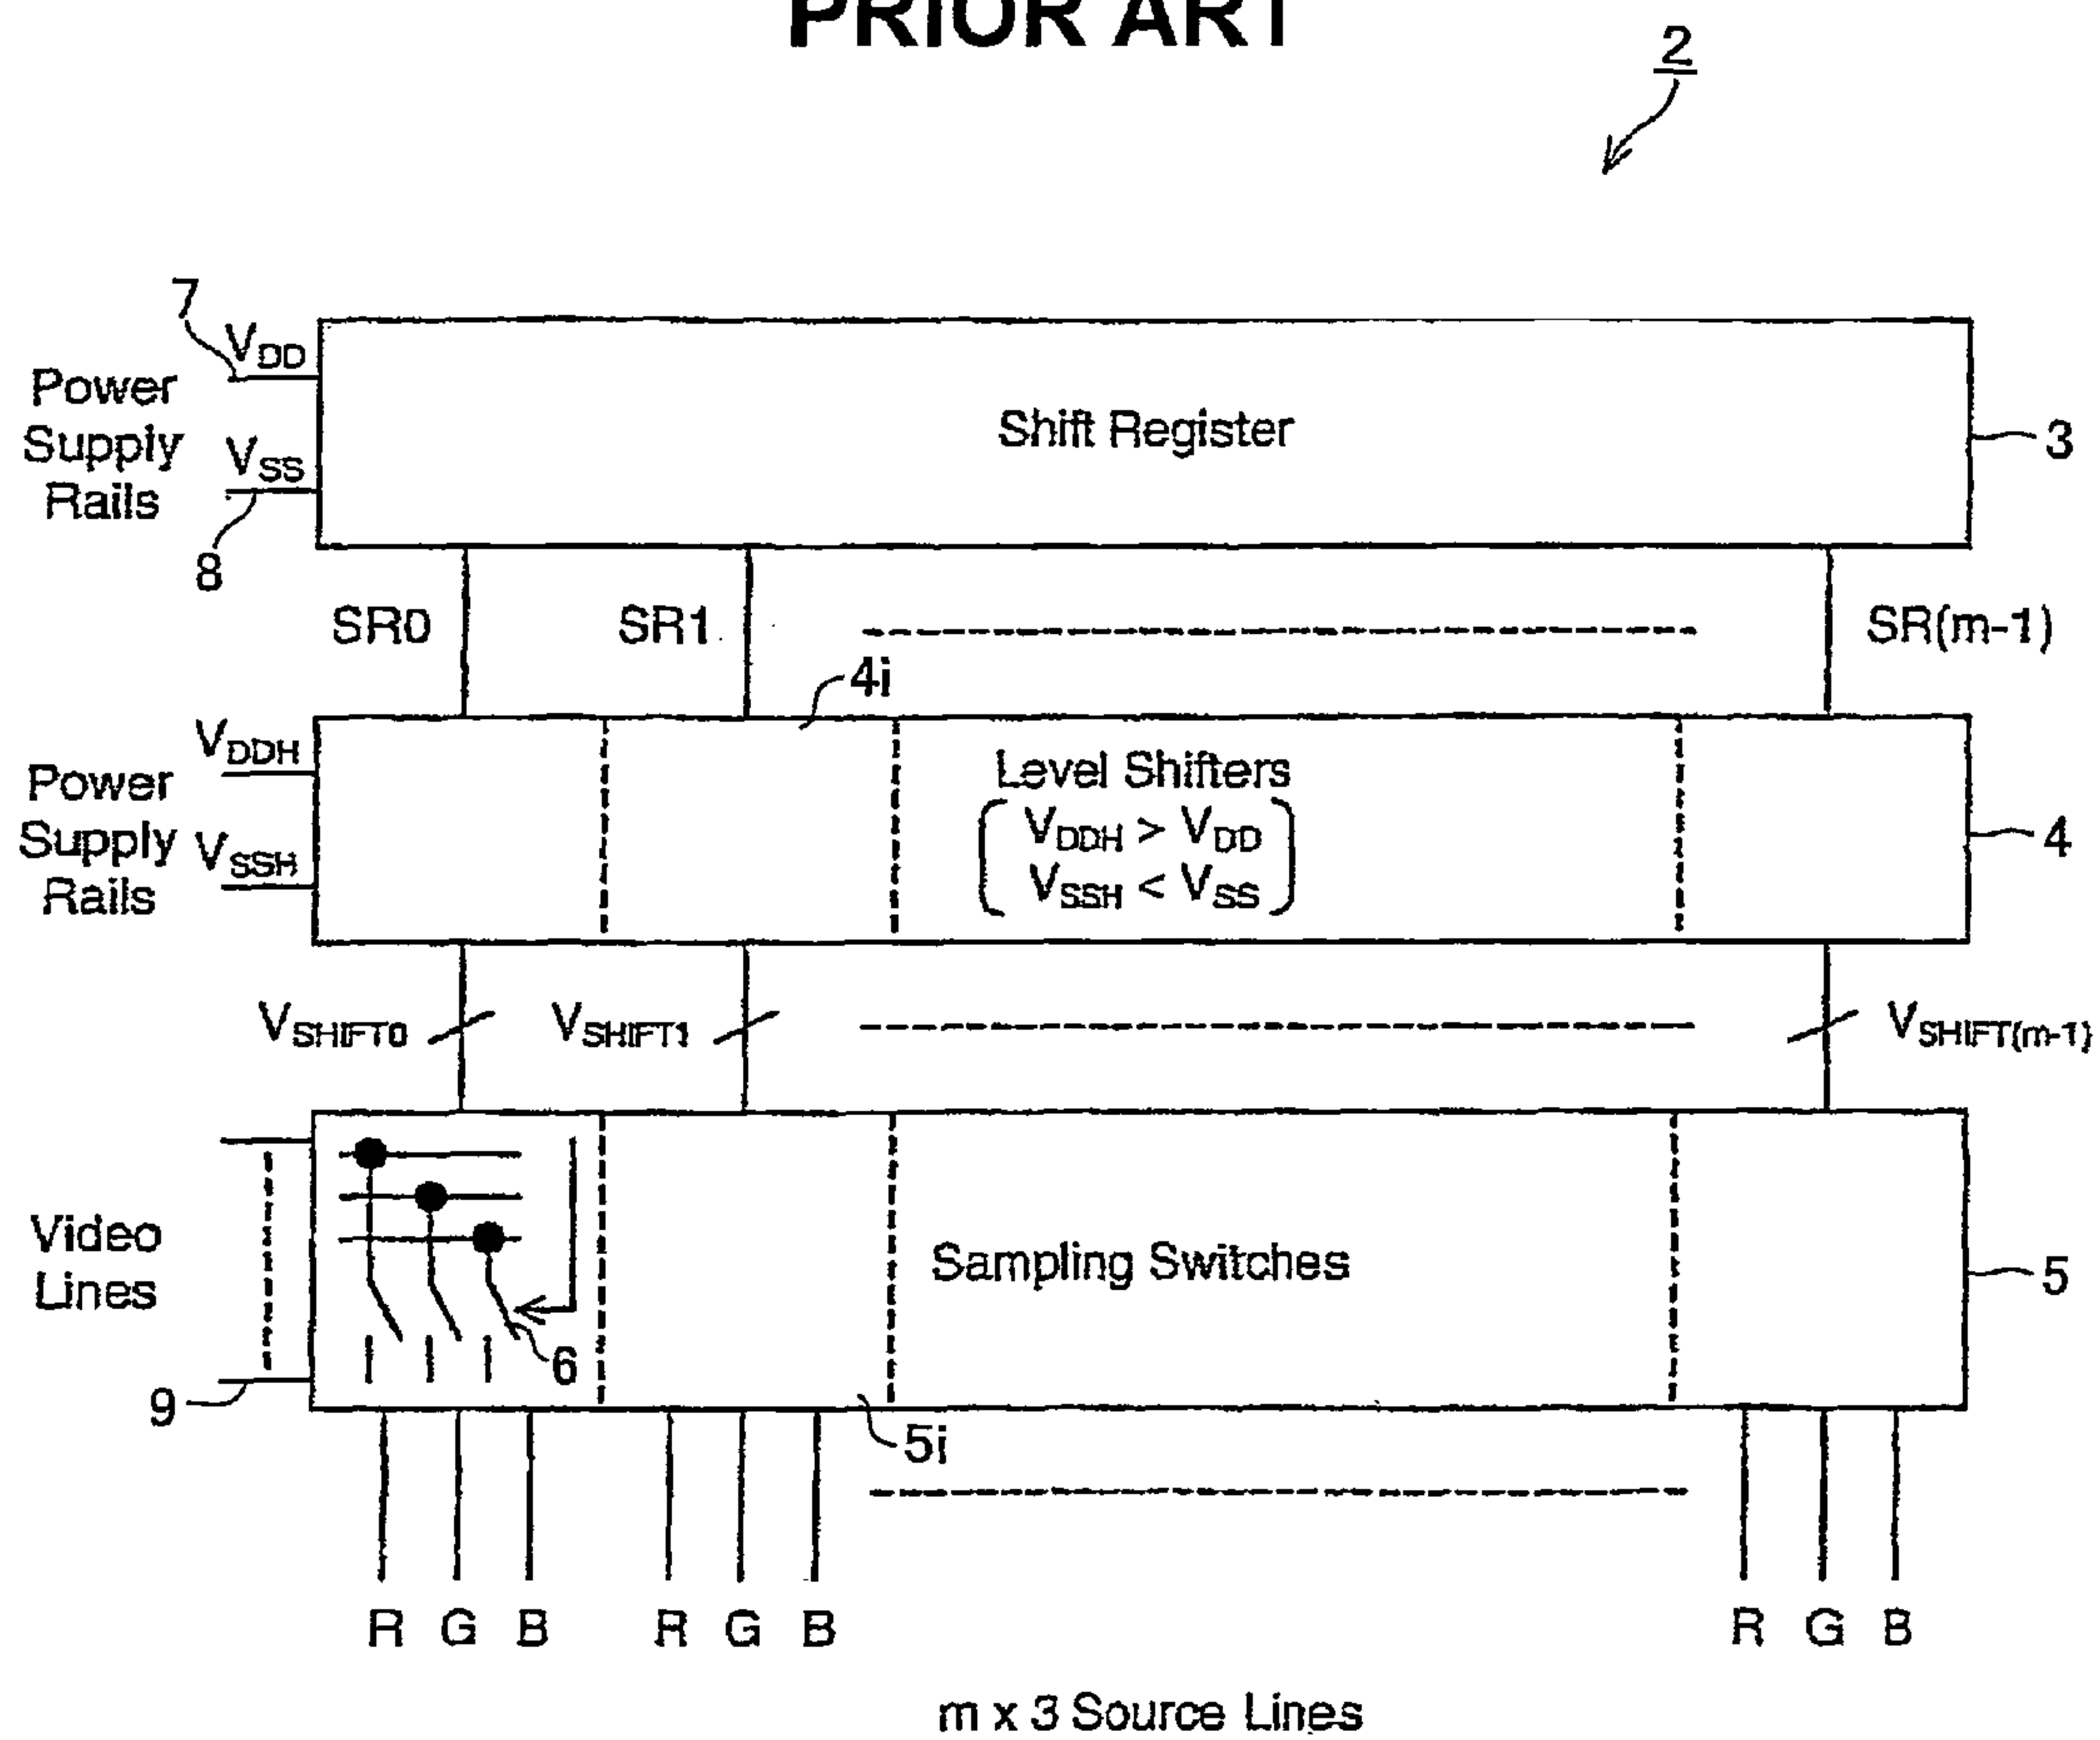 PRIOR ART
2
7
VDD
Power
Supply
Rails
VSS
8
Shift Register
3
SR0
SR1
SR(m-1)
4i
VDDH
Power
Supply
Rails
VSSH
Level Shifters
VDDH > VDD
VSSH < VSS
4
VSHIFT0
VSHIFT1
VSHIFT(m-1)
Video
Lines
9
6
Sampling Switches
5
5i
R G B R G B R G B
m x 3 Source Lines